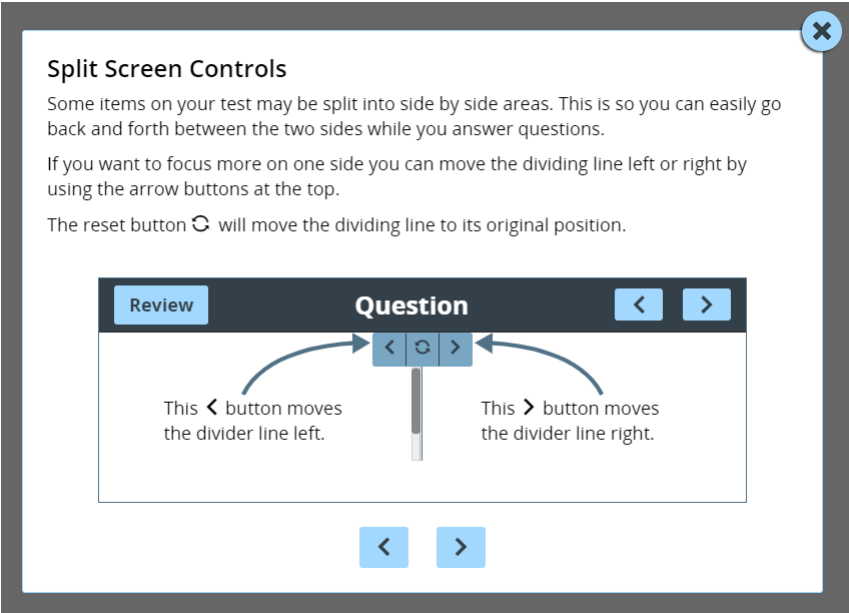 Split Screen Controls
Some items on your test may be split into side by side areas. This is so you can easily go
back and forth between the two sides while you answer questions.
If you want to focus more on one side you can move the dividing line left or right by
using the arrow buttons at the top.
The reset button will move the dividing line to its original position.
Review
Question
This < button moves
the divider line left.
This > button moves
the divider line right.